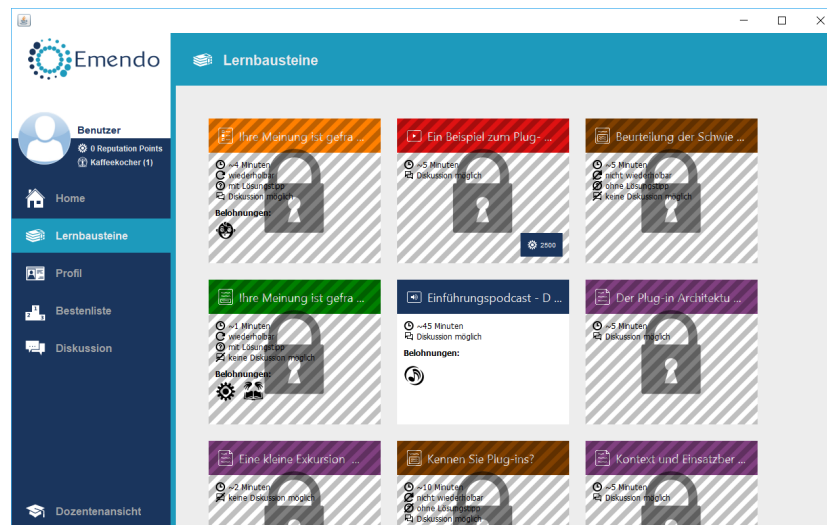 Emendo
Lernbausteine
Benutzer
0 Reputation Points
Kaffeekocher (1)
Home
Lernbausteine
Profil
Bestenliste
Diskussion
Dozentenansicht
Ihre Meinung ist gefra ...
~4 Minuten
wiederholbar
mit Lösungstipp
Diskussion möglich
Belohnungen:
Ein Beispiel zum Plug- ...
~5 Minuten
Diskussion möglich
2500
Beurteilung der Schwie ...
~5 Minuten
nicht wiederholbar
ohne Lösungstipp
keine Diskussion möglich
Ihre Meinung ist gefra ...
~1 Minuten
wiederholbar
mit Lösungstipp
keine Diskussion möglich
Belohnungen:
Einführungspodcast - D ...
~45 Minuten
Diskussion möglich
Belohnungen:
Der Plug-in Architektu ...
~5 Minuten
Diskussion möglich
Eine kleine Exkursion ...
~2 Minuten
keine Diskussion möglich
Kennen Sie Plug-ins?
~10 Minuten
nicht wiederholbar
ohne Lösungstipp
Diskussion möglich
Kontext und Einsatzber ...
~5 Minuten
Diskussion möglich